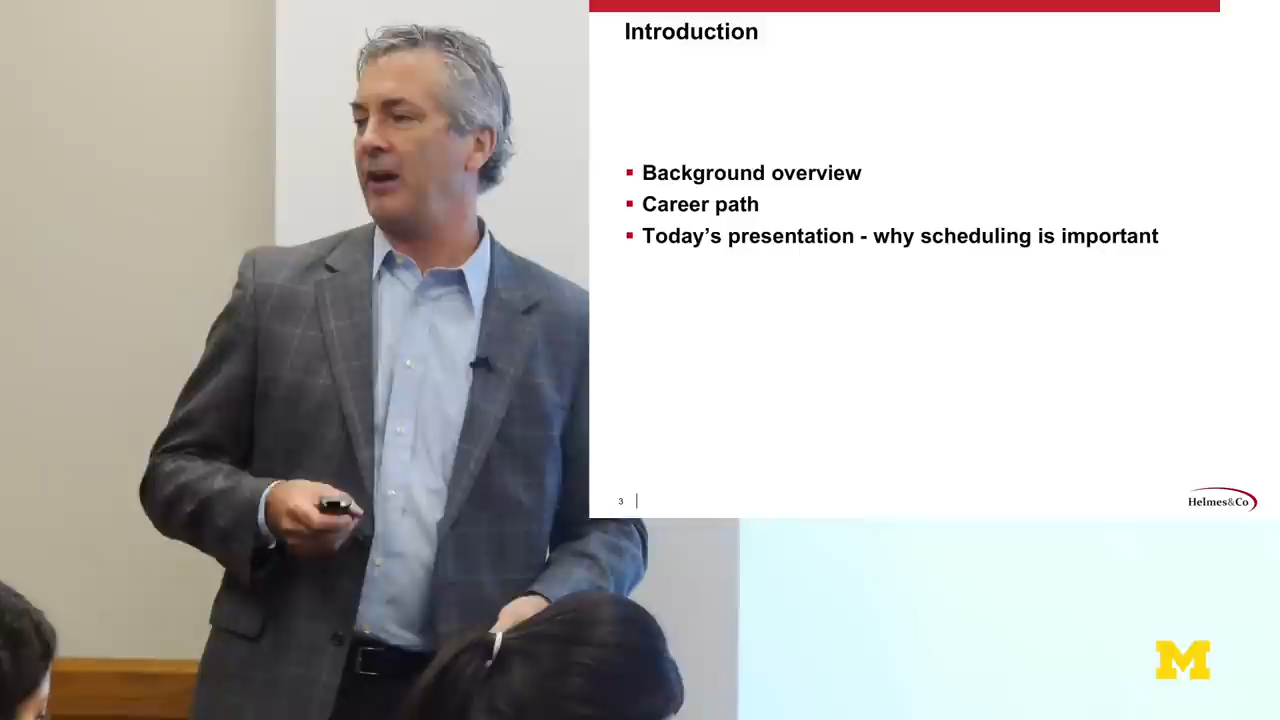 Introduction
▪ Background overview
▪ Career path
▪ Today's presentation - why scheduling is important
3
Helmes&Co
M